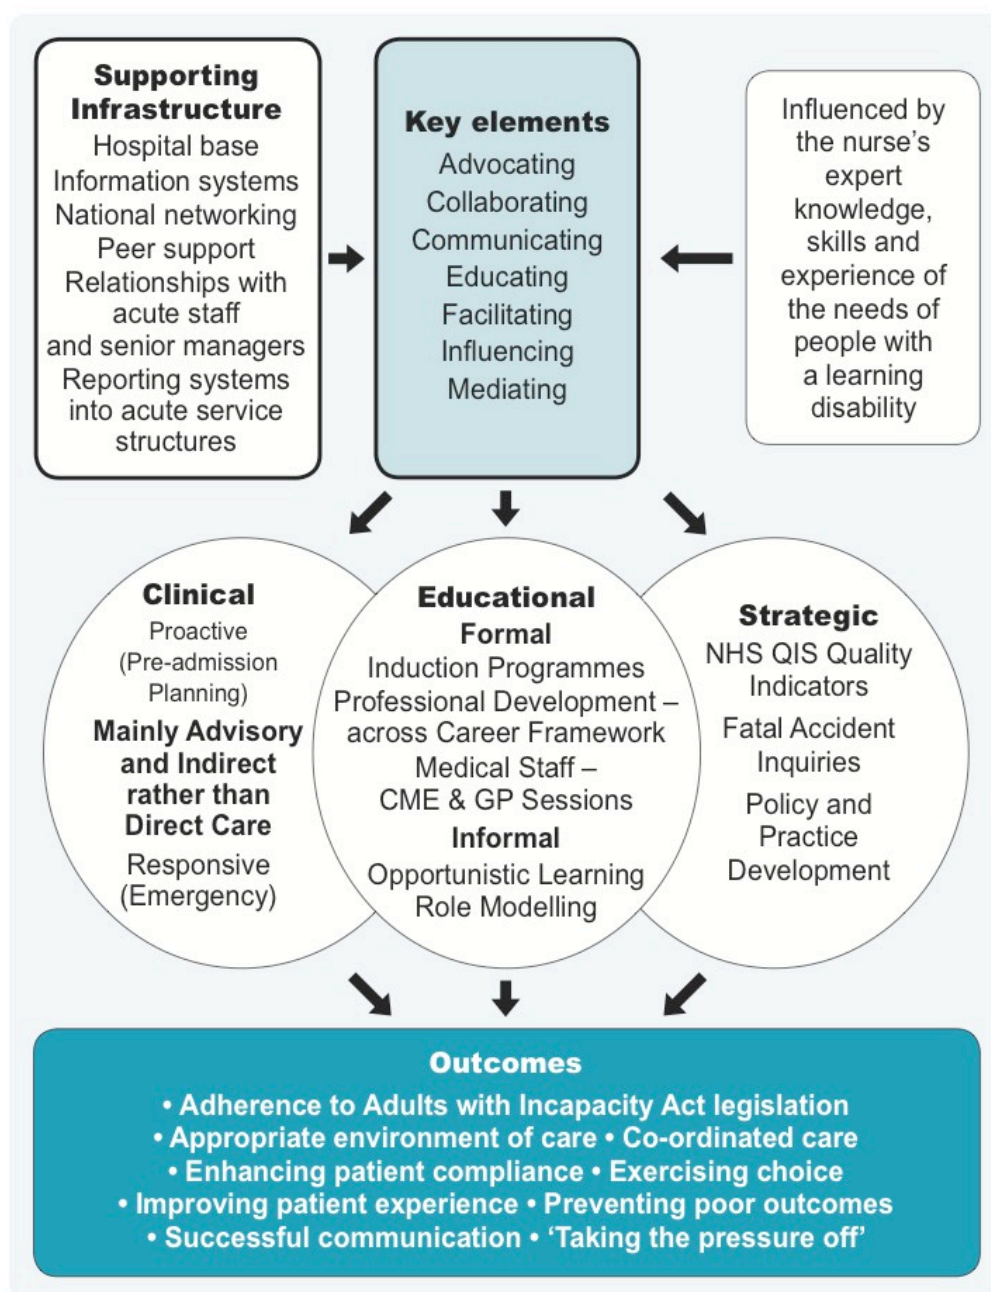 Supporting
Infrastructure
Hospital base
Information systems
National networking
Peer support
Relationships with
acute staff
and senior managers
Reporting systems
into acute service
structures
Key elements
Advocating
Collaborating
Communicating
Educating
Facilitating
Influencing
Mediating
Influenced by
the nurse’s
expert
knowledge,
skills and
experience of
the needs of
people with
a learning
disability
Clinical
Proactive
(Pre-admission
Planning)
Mainly Advisory
and Indirect
rather than
Direct Care
Responsive
(Emergency)
Educational
Formal
Induction Programmes
Professional Development –
across Career Framework
Medical Staff –
CME & GP Sessions
Informal
Opportunistic Learning
Role Modelling
Strategic
NHS QIS Quality
Indicators
Fatal Accident
Inquiries
Policy and
Practice
Development
Outcomes
• Adherence to Adults with Incapacity Act legislation
• Appropriate environment of care • Co-ordinated care
• Enhancing patient compliance • Exercising choice
• Improving patient experience • Preventing poor outcomes
• Successful communication • ‘Taking the pressure off’